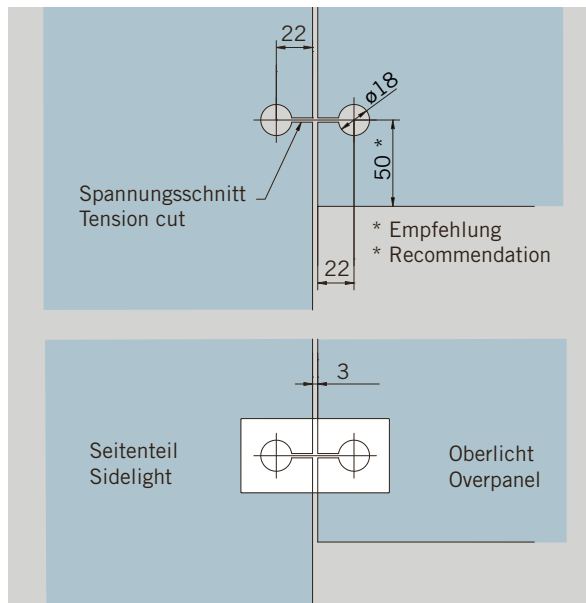 22
ø18
50 *
Spannungsschnitt
Tension cut
* Empfehlung
* Recommendation
22
3
Seitenteil
Sidelight
Oberlicht
Overpanel